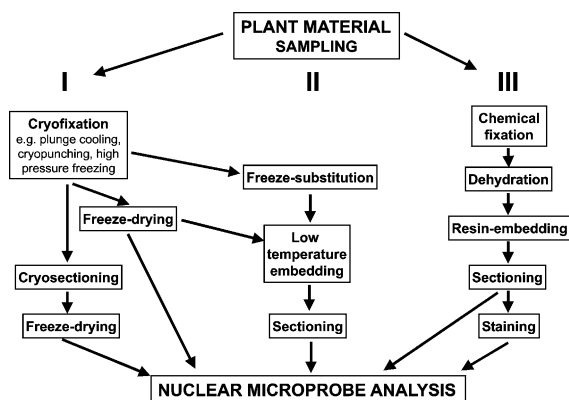 PLANT MATERIAL
SAMPLING
I
II
III
Cryofixation
e.g. plunge cooling,
cryopunching, high
pressure freezing
Chemical
fixation
Freeze-substitution
Dehydration
Freeze-drying
Low
temperature
embedding
Resin-embedding
Cryosectioning
Sectioning
Freeze-drying
Sectioning
Staining
NUCLEAR MICROPROBE ANALYSIS